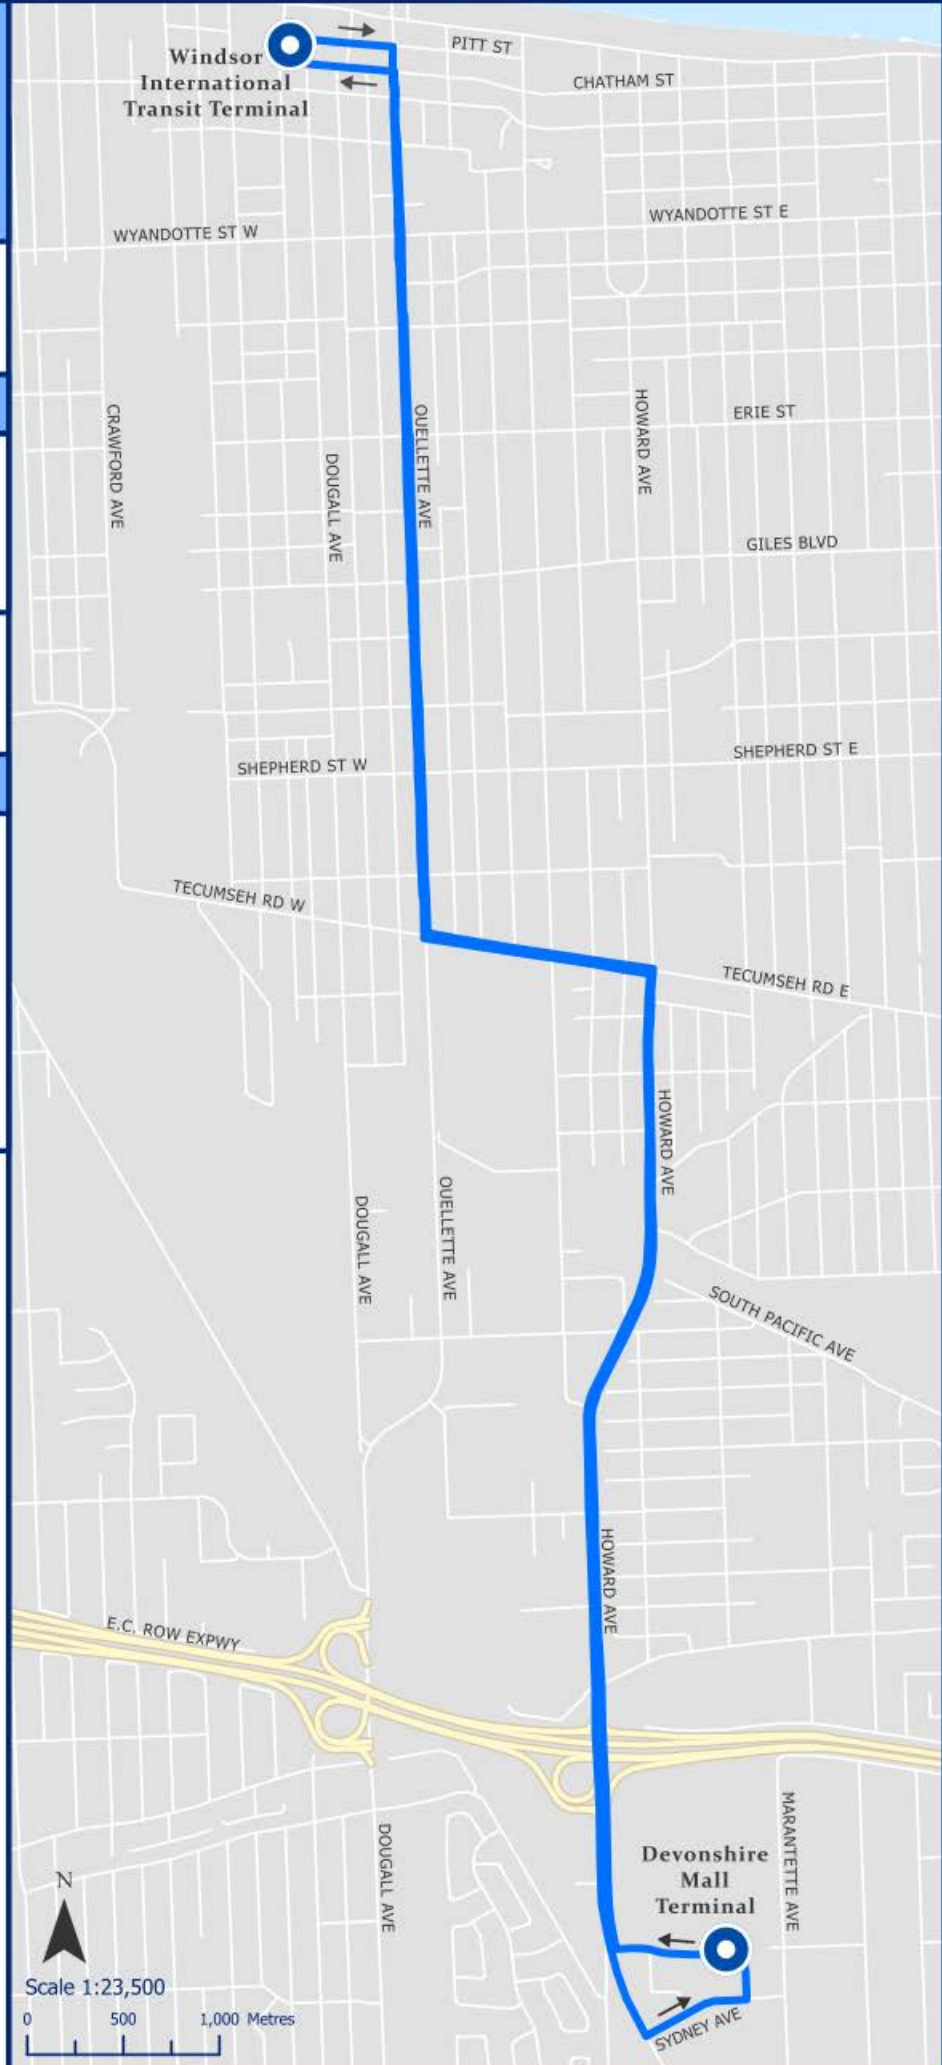 PITT ST
Windsor
International
Transit Terminal
CHATHAM ST
WYANDOTTE ST E
WYANDOTTE ST W
CRAWFORD AVE
DOUGALL AVE
OUELLETTE AVE
HOWARD AVE
ERIE ST
GILES BLVD
SHEPHERD ST E
SHEPHERD ST W
TECUMSEH RD W
TECUMSEH RD E
HOWARD AVE
DOUGALL AVE
OUELLETTE AVE
SOUTH PACIFIC AVE
HOWARD AVE
E.C. ROW EXPWY
MARANTETTE AVE
DOUGALL AVE
Devonshire
Mall
Terminal
SYDNEY AVE
N
Scale 1:23,500
0 500 1,000 Metres